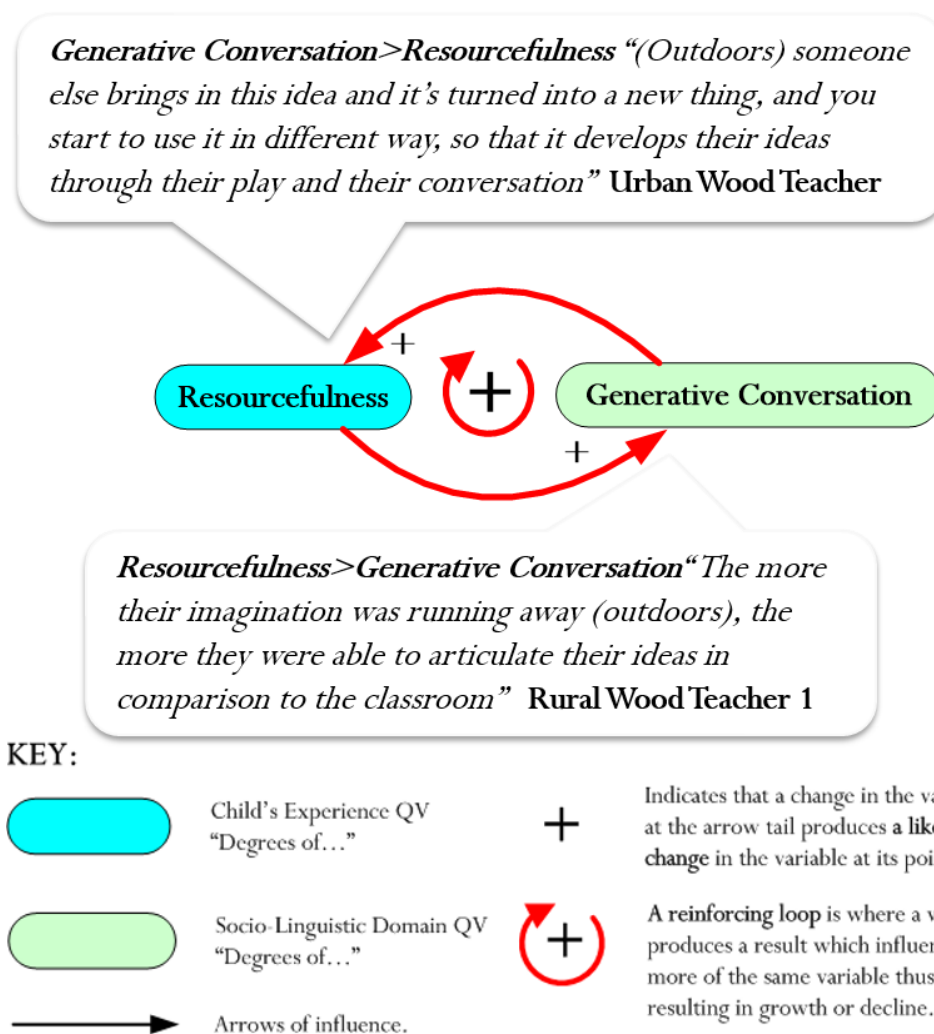 Generative Conversation>Resourcefulness “(Outdoors) someone
else brings in this idea and it’s turned into a new thing, and you
start to use it in different way, so that it develops their ideas
through their play and their conversation” Urban Wood Teacher
+
Resourcefulness
+
Generative Conversation
+
Resourcefulness>Generative Conversation“The more
their imagination was running away (outdoors), the
more they were able to articulate their ideas in
comparison to the classroom” Rural Wood Teacher 1
KEY:
Child’s Experience QV
“Degrees of…”
+
Indicates that a change in the
at the arrow tail produces a
change in the variable at its
Socio-Linguistic Domain QV
“Degrees of…”
+
A reinforcing loop is where a
produces a result which
more of the same variable thus
resulting in growth or decline.
Arrows of influence.